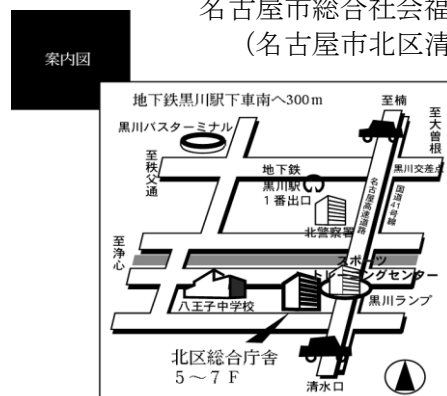 名古屋市総合社会福
（名古屋市北区清
案内図
地下鉄黒川駅下車南へ300m
至楠
黒川バスターミナル
至大曽根
至秩父通
地下鉄
黒川駅
1番出口
黒川交差点
名古屋高速道路
国道41号線
北警察署
至浄心
スポーツ
トレーニングセンター
八王子中学校
黒川ランプ
北区総合庁舎
5～7F
清水口